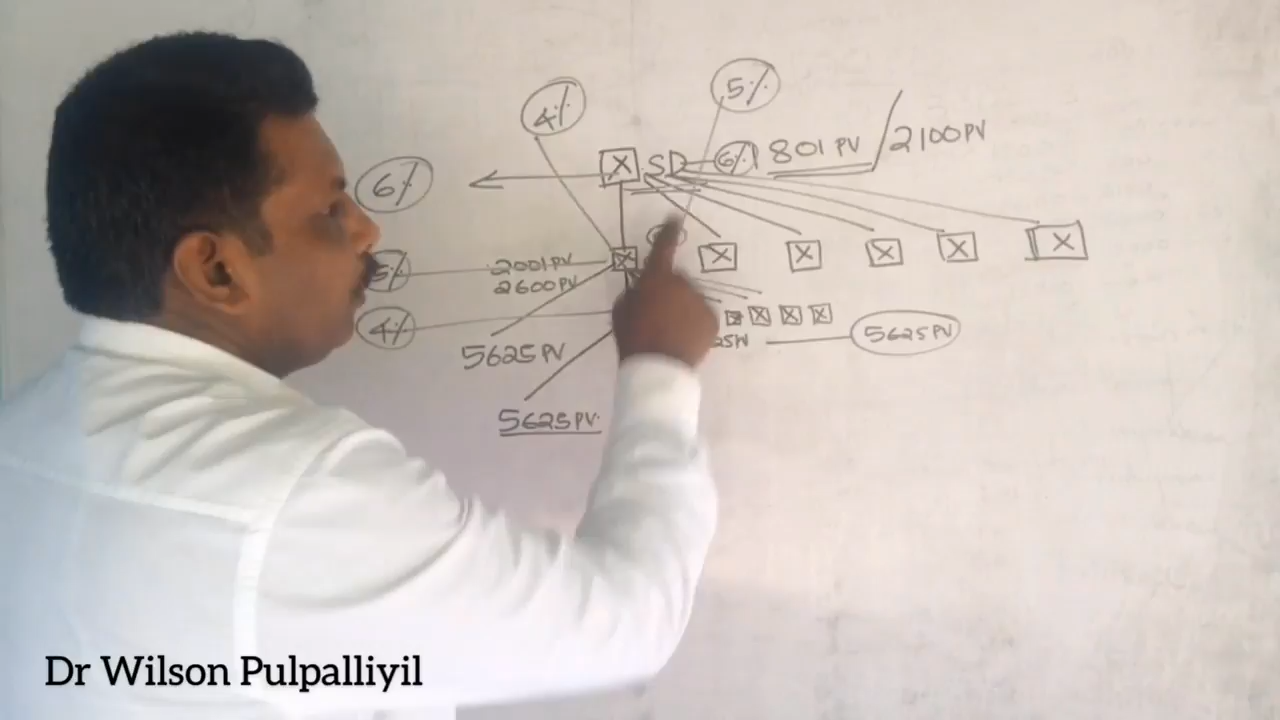 4%
5%
X SD 6% 801 PV / 2100 PV
6%
X X X X X X
5% 2001 PV
2600 PV
4%
X X X X
5625 PV
5625 PV
5625 PV.
Dr Wilson Pulpalliyil